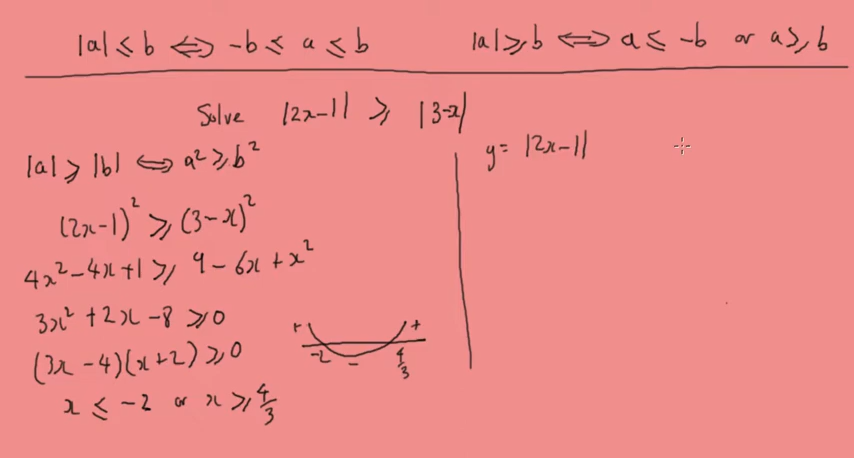 |a| ≤ b ⟺ -b ≤ a ≤ b
|a| ≥ b ⟺ a ≤ -b or a ≥ b
Solve |2x-1| ≥ |3-x|
|a| ≥ |b| ⟺ a² ≥ b²
(2x-1)² ≥ (3-x)²
4x²-4x+1 ≥ 9-6x+x²
3x²+2x-8 ≥ 0
(3x-4)(x+2) ≥ 0
x ≤ -2 or x ≥ 4/3
+ +
-2 - 4/3
y= |2x-1|